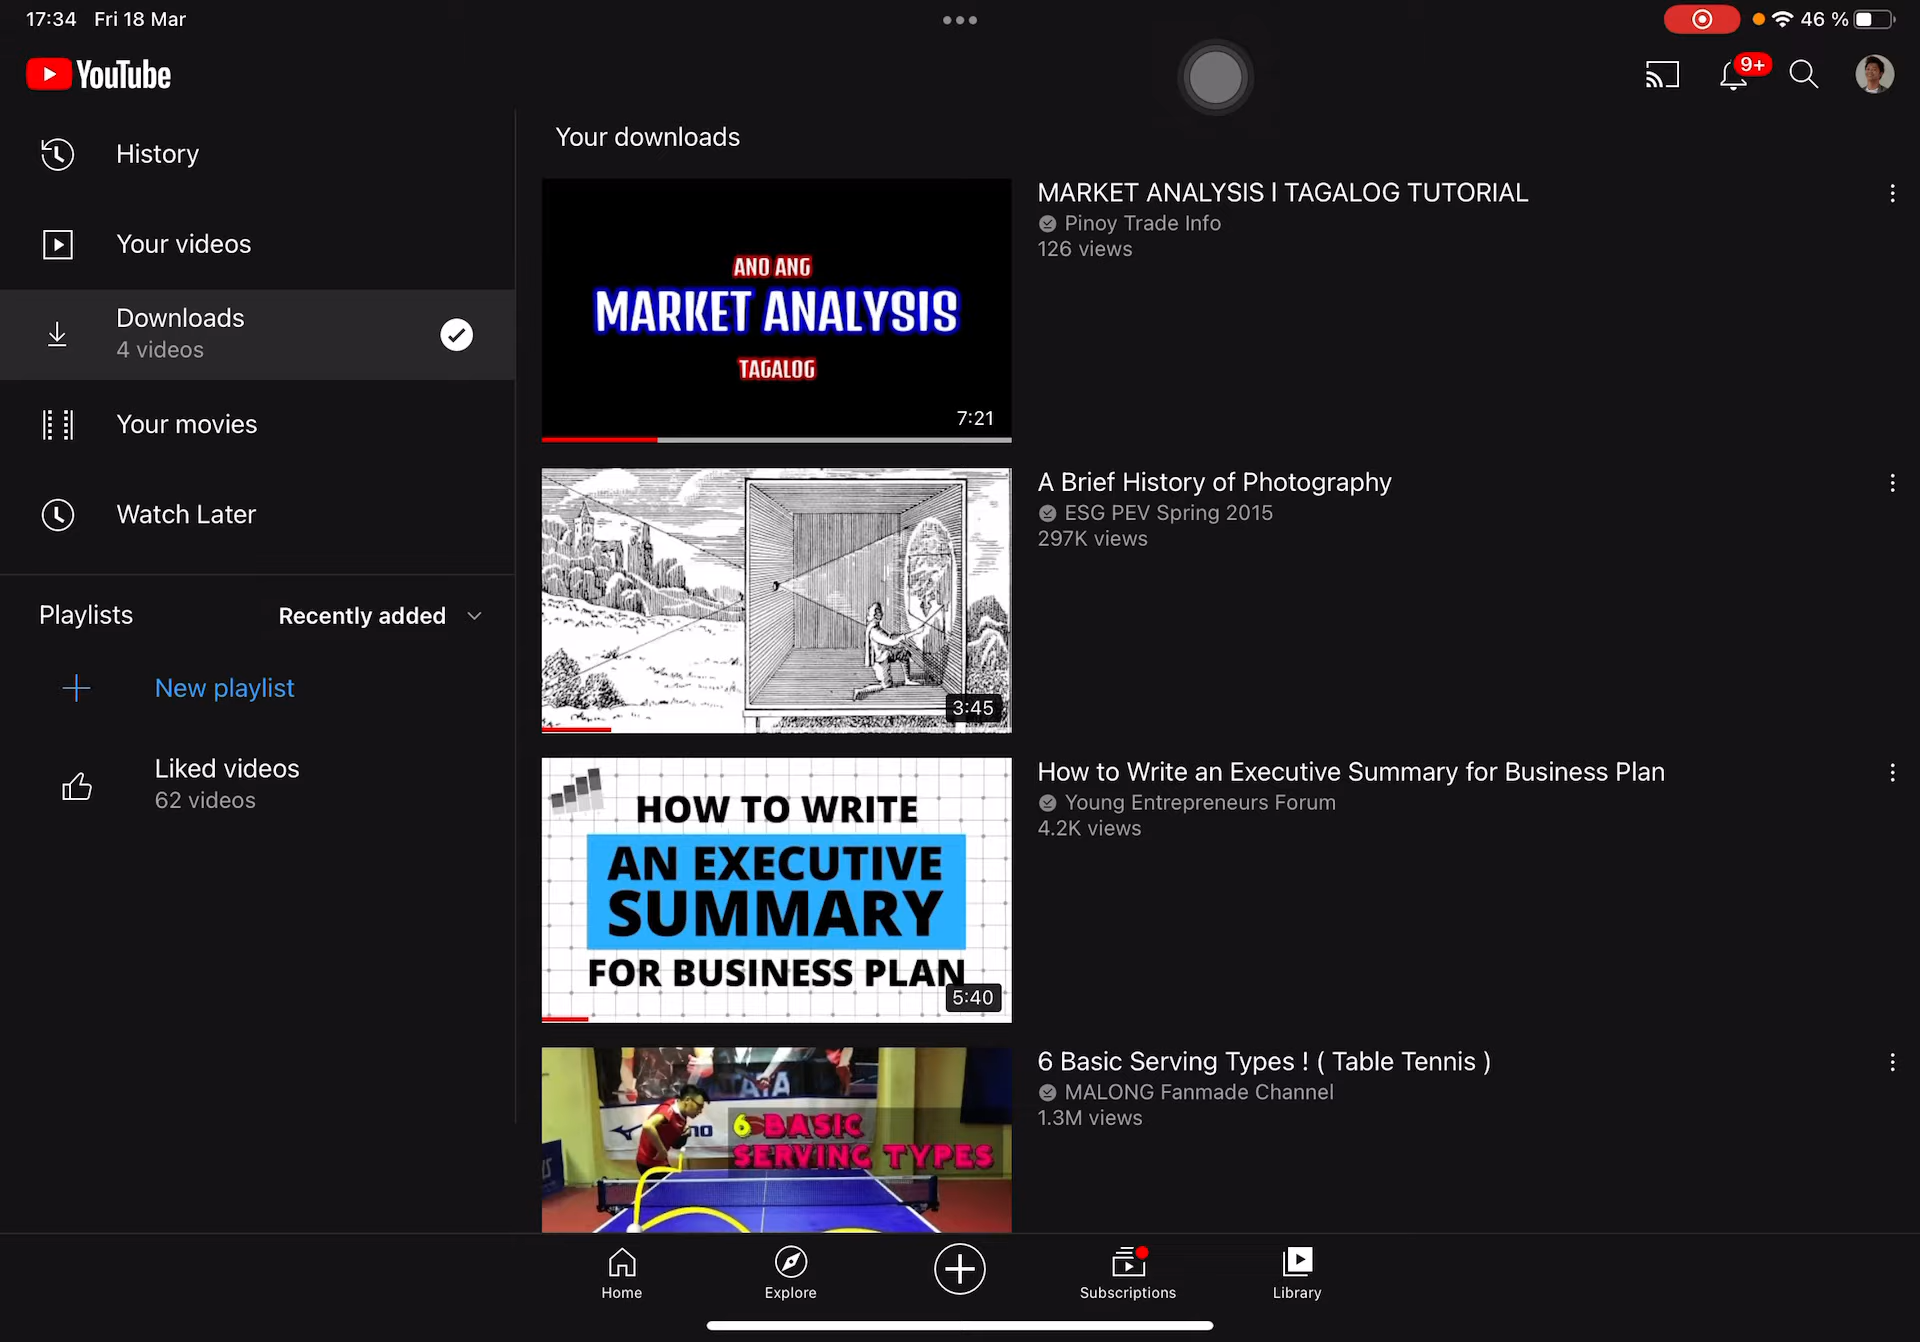 17:34 Fri 18 Mar
46 %
YouTube
9+
History
Your videos
Downloads
4 videos
Your movies
Watch Later
Playlists
Recently added
New playlist
Liked videos
62 videos
Your downloads
ANO ANG
MARKET ANALYSIS
TAGALOG
7:21
MARKET ANALYSIS I TAGALOG TUTORIAL
Pinoy Trade Info
126 views
3:45
A Brief History of Photography
ESG PEV Spring 2015
297K views
HOW TO WRITE
AN EXECUTIVE
SUMMARY
FOR BUSINESS PLAN
5:40
How to Write an Executive Summary for Business Plan
Young Entrepreneurs Forum
4.2K views
6 BASIC
SERVING TYPES
6 Basic Serving Types ! ( Table Tennis )
MALONG Fanmade Channel
1.3M views
Home
Explore
Subscriptions
Library